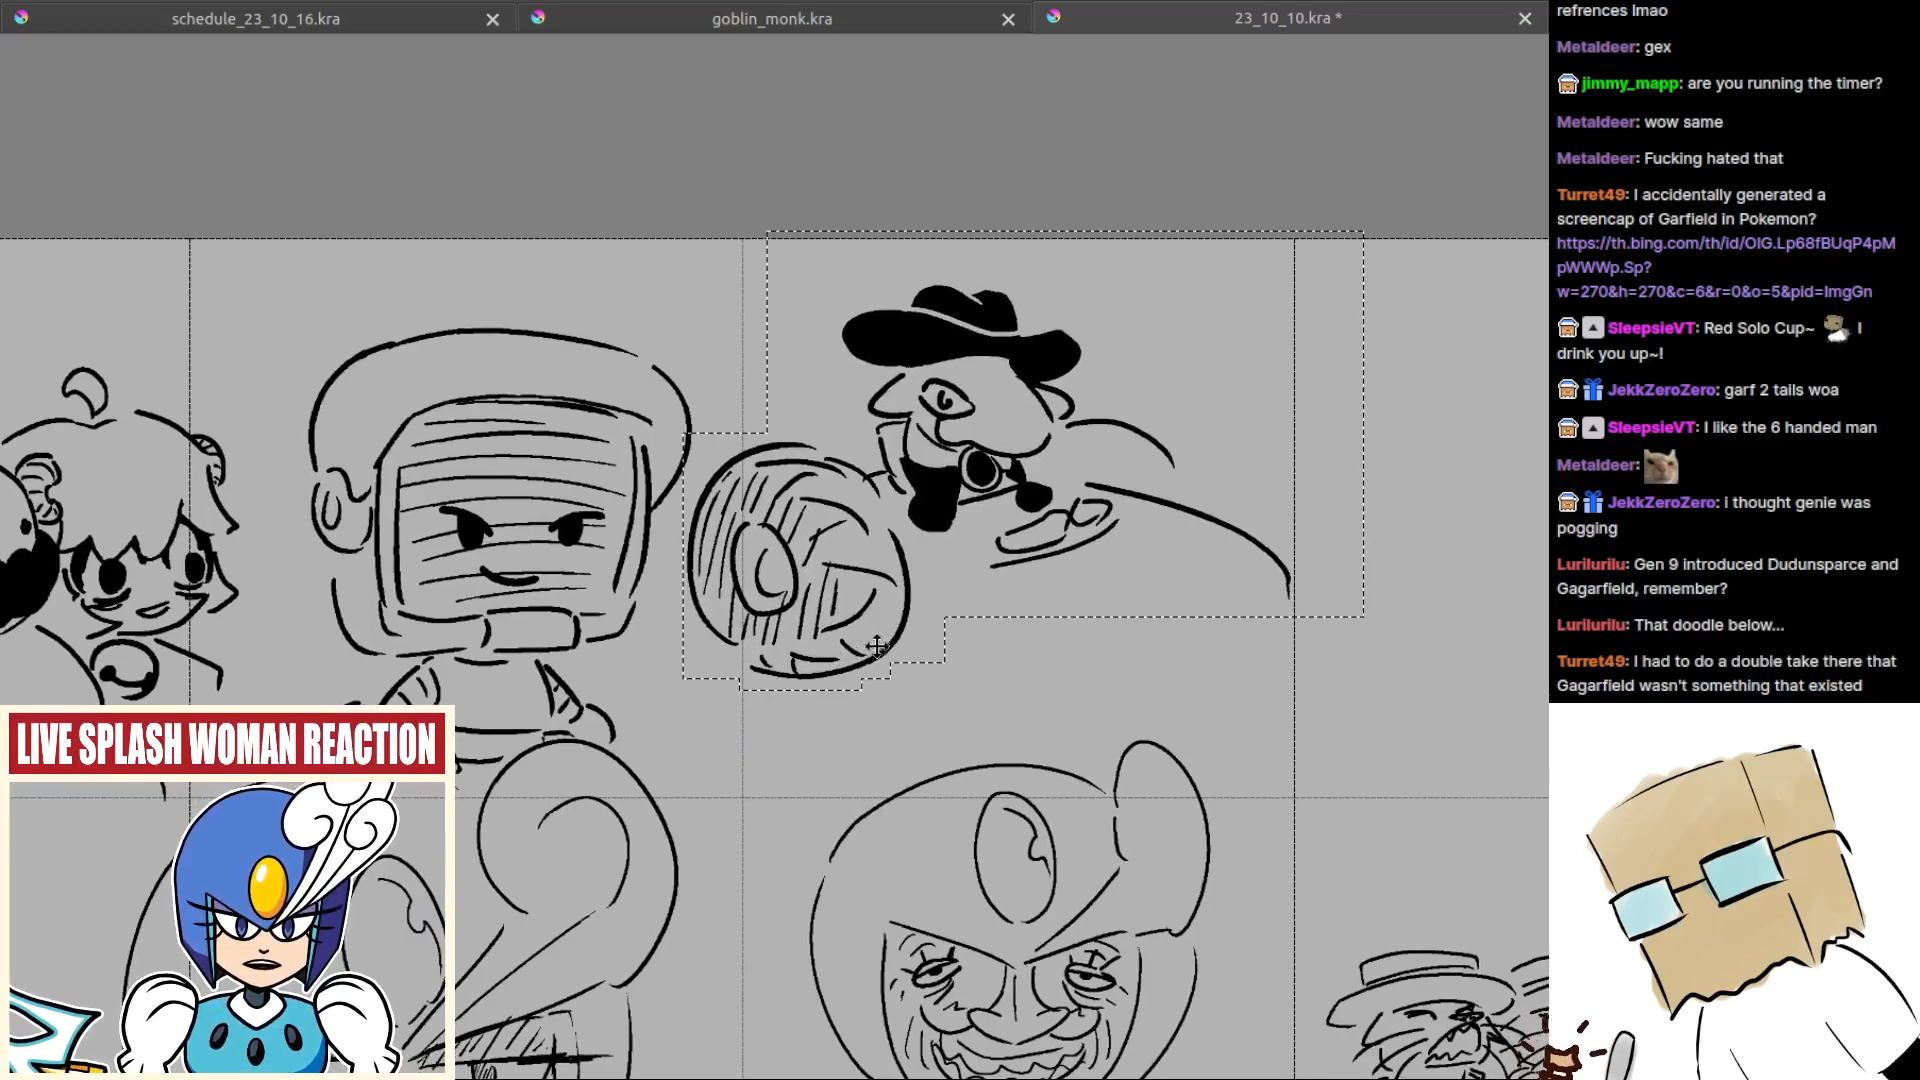 schedule_23_10_16.kra
goblin_monk.kra
23_10_10.kra *
refrences lmao
Metaldeer: gex
jimmy_mapp: are you running the timer?
Metaldeer: wow same
Metaldeer: Fucking hated that
Turret49: I accidentally generated a
screencap of Garfield in Pokemon?
https://th.bing.com/th/id/OIG.Lp68fBUqP4pM
pWWWp.Sp?
w=270&h=270&c=6&r=0&o=5&pid=ImgGn
SleepsieVT: Red Solo Cup~ I
drink you up~!
JekkZeroZero: garf 2 tails woa
SleepsieVT: I like the 6 handed man
Metaldeer:
JekkZeroZero: i thought genie was
pogging
Lurilurilu: Gen 9 introduced Dudunsparce and
Gagarfield, remember?
Lurilurilu: That doodle below...
Turret49: I had to do a double take there that
Gagarfield wasn't something that existed
LIVE SPLASH WOMAN REACTION